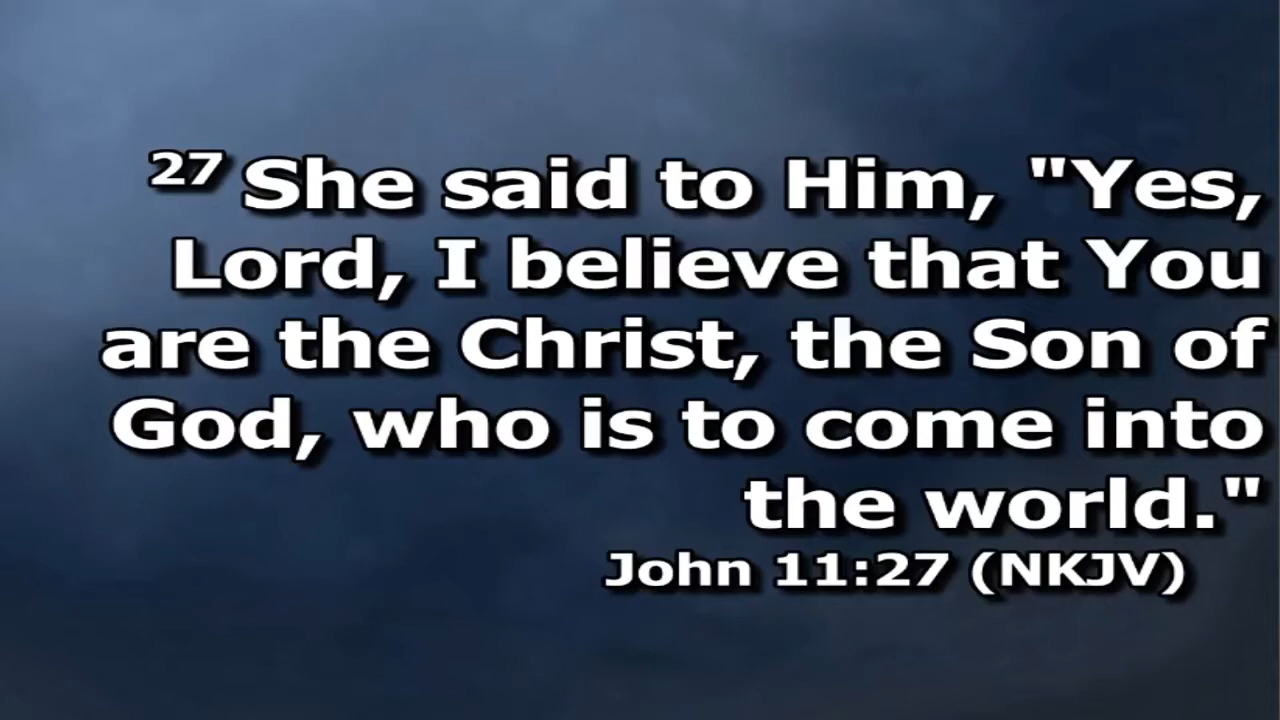 27 She said to Him, "Yes,
Lord, I believe that You
are the Christ, the Son of
God, who is to come into
the world."
John 11:27 (NKJV)